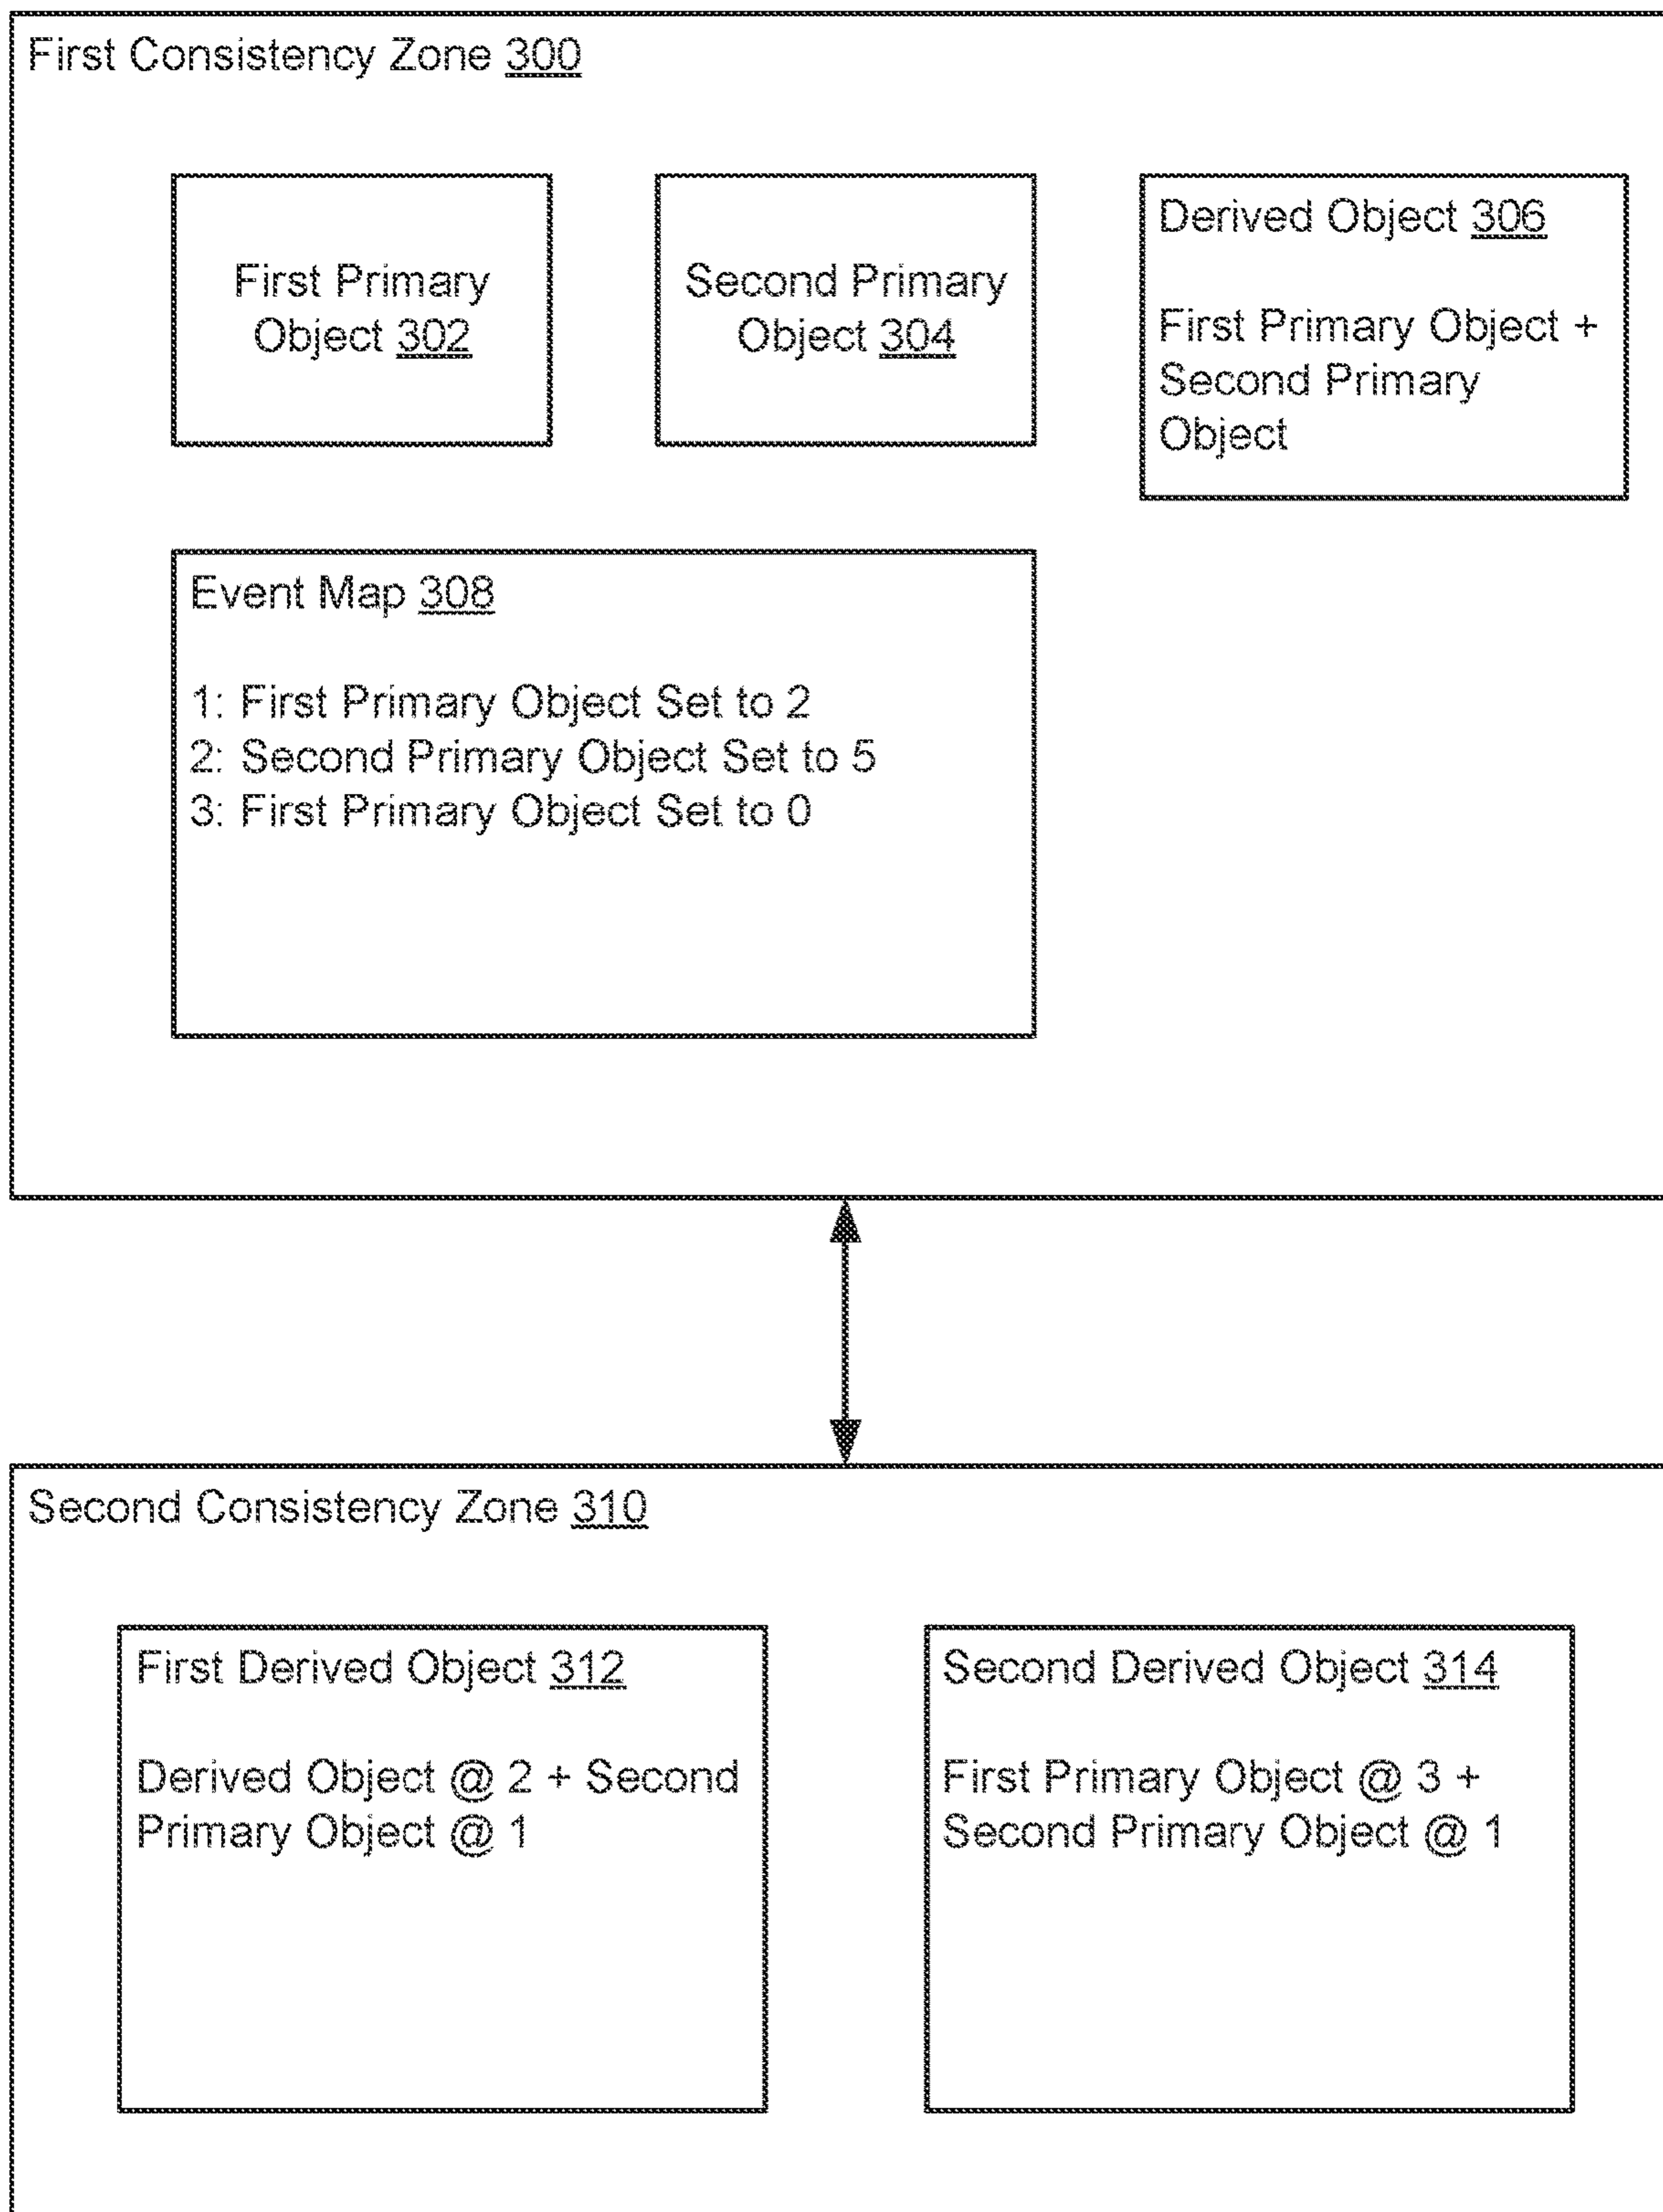 First Consistency Zone 300
First Primary
Object 302
Second Primary
Object 304
Derived Object 306
First Primary Object +
Second Primary
Object
Event Map 308
1: First Primary Object Set to 2
2: Second Primary Object Set to 5
3: First Primary Object Set to 0
Second Consistency Zone 310
First Derived Object 312
Derived Object @ 2 + Second
Primary Object @ 1
Second Derived Object 314
First Primary Object @ 3 +
Second Primary Object @ 1